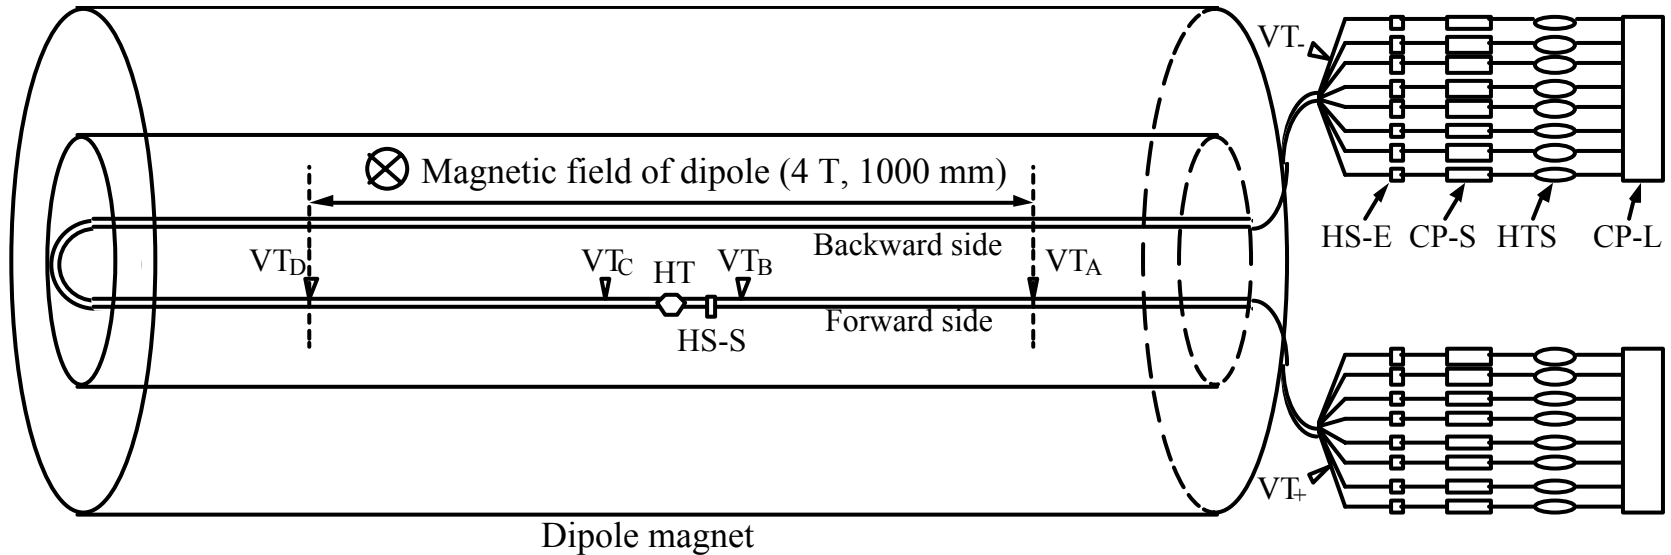 VT-
⊗ Magnetic field of dipole (4 T, 1000 mm)
HS-E CP-S HTS CP-L
Backward side
VTD VTC HT VTB VTA
Forward side
HS-S
VT+
Dipole magnet